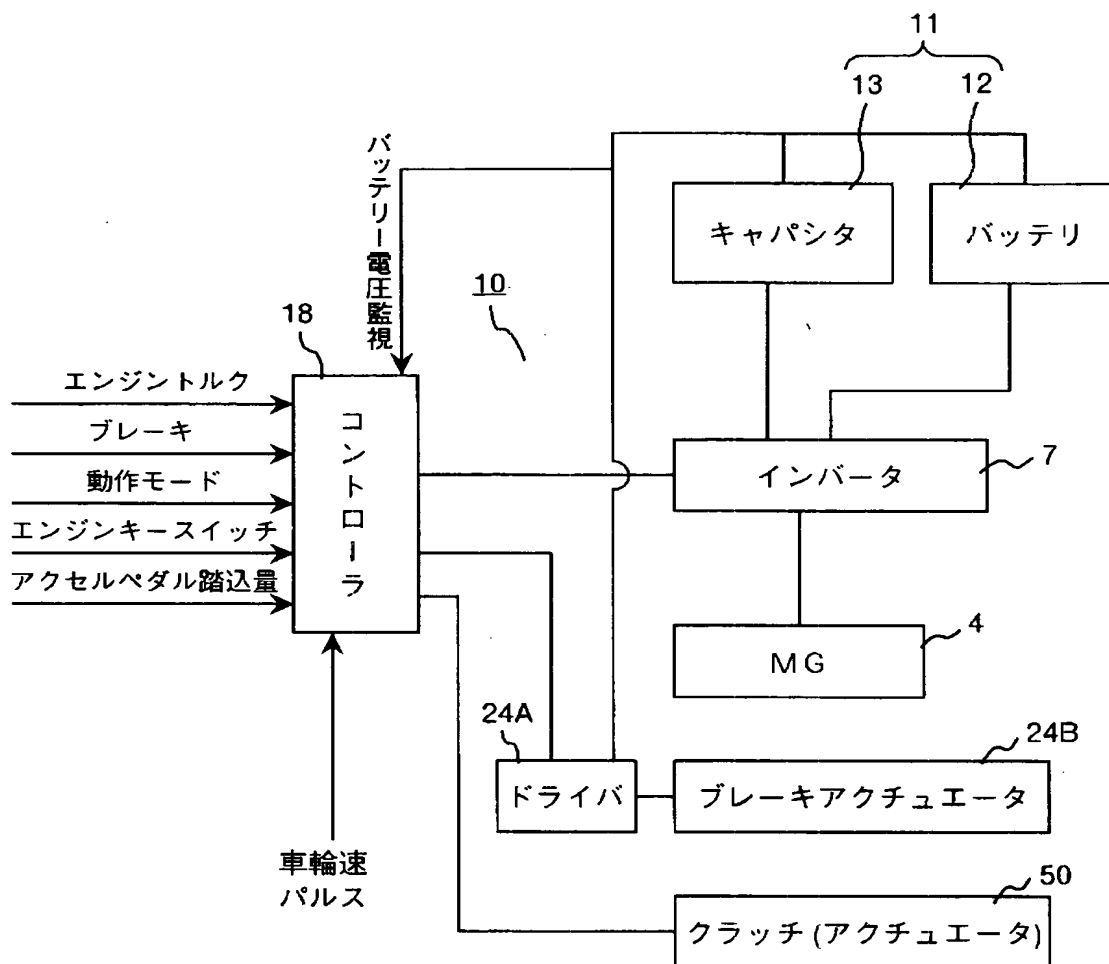 11
13
12
バッテリー電圧監視
キャパシタ
バッテリ
10
18
エンジントルク
ブレーキ
動作モード
エンジンキースイッチ
アクセルペダル踏込量
コントローラ
インバータ
7
MG
4
24A
24B
ドライバ
ブレーキアクチュエータ
車輪速
パルス
50
クラッチ(アクチュエータ)